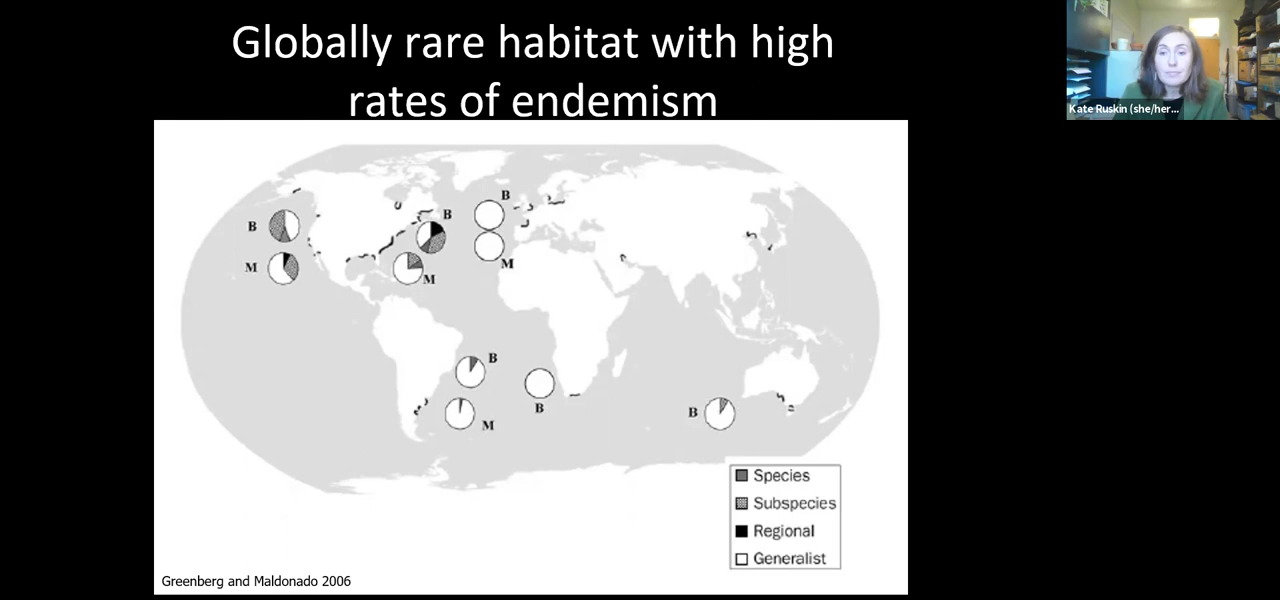 Globally rare habitat with high
rates of endemism
Kate Ruskin (she/her...
B
B
B
M
M
M
B
B
M
B
B
Species
Subspecies
Regional
Generalist
Greenberg and Maldonado 2006